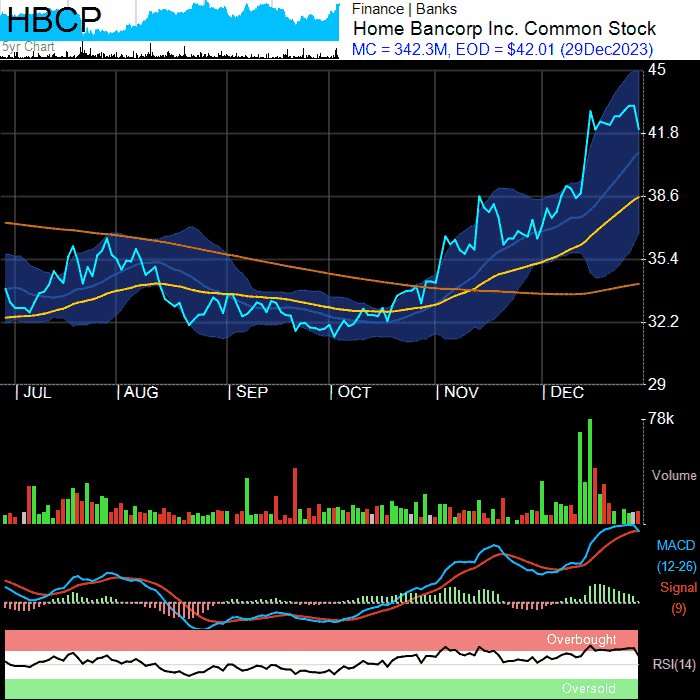 HBCP
5yr Chart
Finance | Banks
Home Bancorp Inc. Common Stock
MC = 342.3M, EOD = $42.01 (29Dec2023)
45
41.8
38.6
35.4
32.2
29
JUL
AUG
SEP
OCT
NOV
DEC
78k
Volume
MACD
(12-26)
Signal
(9)
Overbought
RSI(14)
Oversold